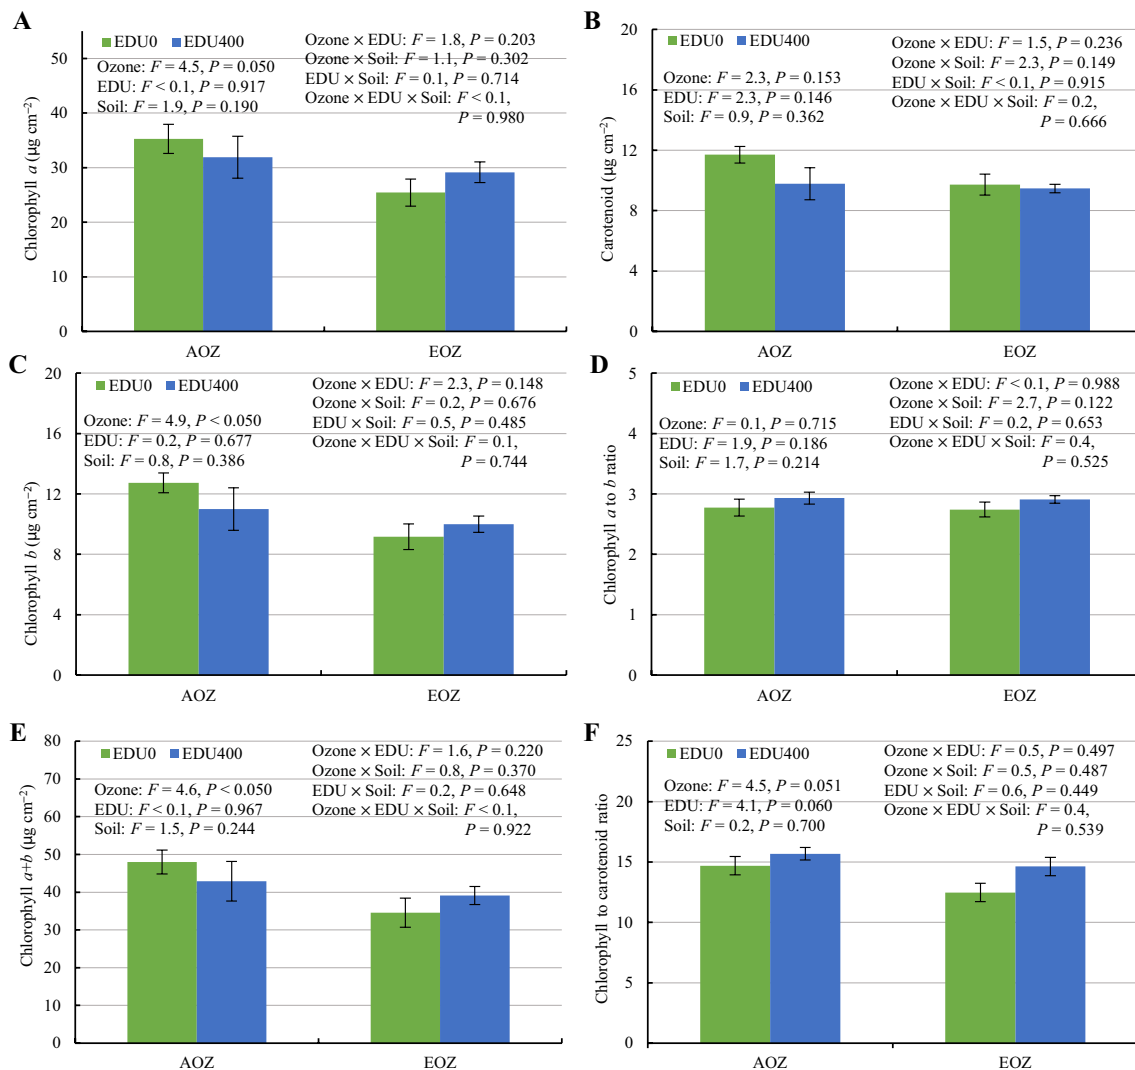 A
EDU0 EDU400
Ozone: F = 4.5, P = 0.050
EDU: F < 0.1, P = 0.917
Soil: F = 1.9, P = 0.190
Ozone × EDU: F = 1.8, P = 0.203
Ozone × Soil: F = 1.1, P = 0.302
EDU × Soil: F = 0.1, P = 0.714
Ozone × EDU × Soil: F < 0.1,
P = 0.980
Chlorophyll a (µg cm−2)
50
40
30
20
10
0
AOZ EOZ
B
EDU0 EDU400
Ozone: F = 2.3, P = 0.153
EDU: F = 2.3, P = 0.146
Soil: F = 0.9, P = 0.362
Ozone × EDU: F = 1.5, P = 0.236
Ozone × Soil: F = 2.3, P = 0.149
EDU × Soil: F < 0.1, P = 0.915
Ozone × EDU × Soil: F = 0.2,
P = 0.666
Carotenoid (µg cm−2)
20
16
12
8
4
0
AOZ EOZ
C
EDU0 EDU400
Ozone: F = 4.9, P < 0.050
EDU: F = 0.2, P = 0.677
Soil: F = 0.8, P = 0.386
Ozone × EDU: F = 2.3, P = 0.148
Ozone × Soil: F = 0.2, P = 0.676
EDU × Soil: F = 0.5, P = 0.485
Ozone × EDU × Soil: F = 0.1,
P = 0.744
Chlorophyll b (µg cm−2)
20
16
12
8
4
0
AOZ EOZ
D
EDU0 EDU400
Ozone: F = 0.1, P = 0.715
EDU: F = 1.9, P = 0.186
Soil: F = 1.7, P = 0.214
Ozone × EDU: F < 0.1, P = 0.988
Ozone × Soil: F = 2.7, P = 0.122
EDU × Soil: F = 0.2, P = 0.653
Ozone × EDU × Soil: F = 0.4,
P = 0.525
Chlorophyll a to b ratio
5
4
3
2
1
0
AOZ EOZ
E
EDU0 EDU400
Ozone: F = 4.6, P < 0.050
EDU: F < 0.1, P = 0.967
Soil: F = 1.5, P = 0.244
Ozone × EDU: F = 1.6, P = 0.220
Ozone × Soil: F = 0.8, P = 0.370
EDU × Soil: F = 0.2, P = 0.648
Ozone × EDU × Soil: F < 0.1,
P = 0.922
Chlorophyll a+b (µg cm−2)
80
70
60
50
40
30
20
10
0
AOZ EOZ
F
EDU0 EDU400
Ozone: F = 4.5, P = 0.051
EDU: F = 4.1, P = 0.060
Soil: F = 0.2, P = 0.700
Ozone × EDU: F = 0.5, P = 0.497
Ozone × Soil: F = 0.5, P = 0.487
EDU × Soil: F = 0.6, P = 0.449
Ozone × EDU × Soil: F = 0.4,
P = 0.539
Chlorophyll to carotenoid ratio
25
20
15
10
5
0
AOZ EOZ